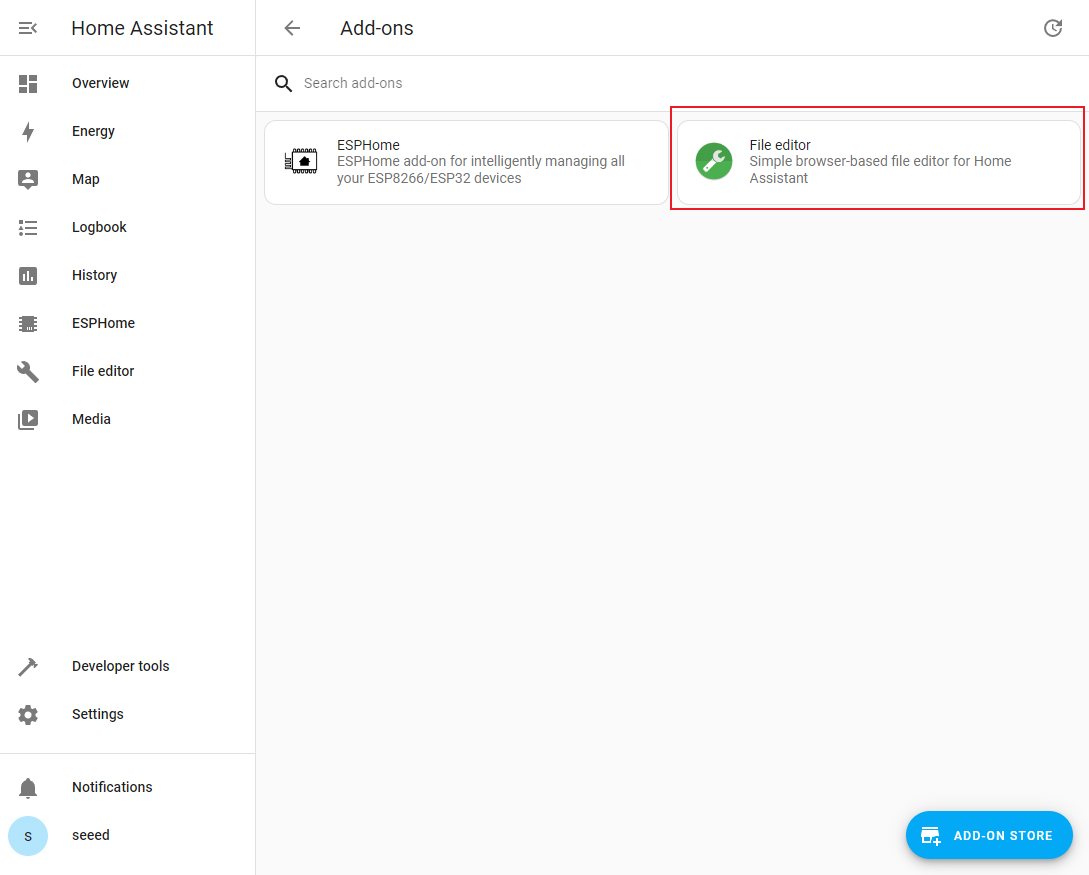 Home Assistant
Overview
Energy
Map
Logbook
History
ESPHome
File editor
Media
Developer tools
Settings
Notifications
S
seeed
Add-ons
Search add-ons
ESPHome
ESPHome add-on for intelligently managing all
your ESP8266/ESP32 devices
File editor
Simple browser-based file editor for Home
Assistant
ADD-ON STORE